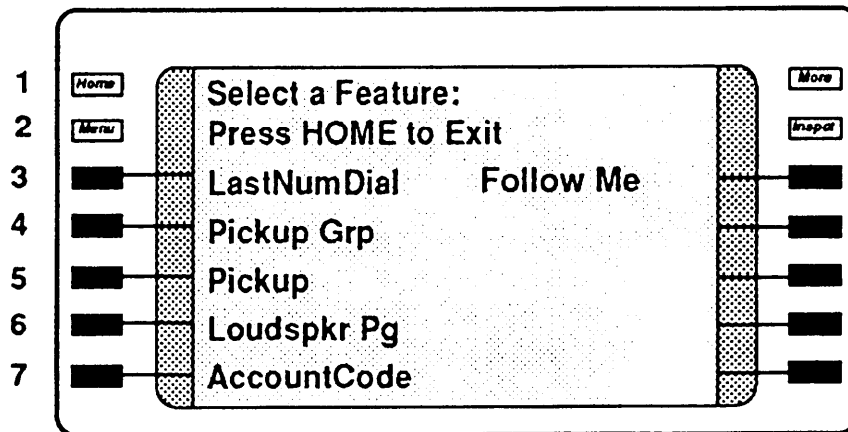 1 Home Select a Feature: More
2 Menu Press HOME to Exit Inspct
3 LastNumDial Follow Me
4 Pickup Grp
5 Pickup
6 Loudspkr Pg
7 AccountCode